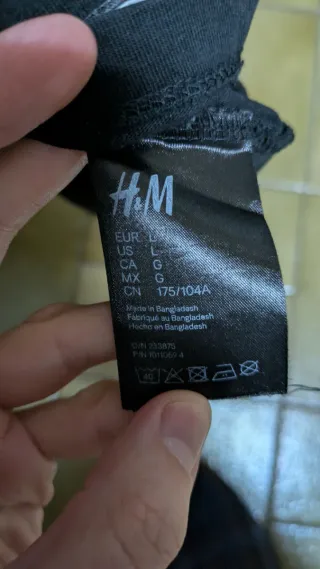 H&M
EUR L
US L
CA G
MX G
CN 175/104A
Made in Bangladesh
Fabriqué au Bangladesh
Hecho en Bangladesh